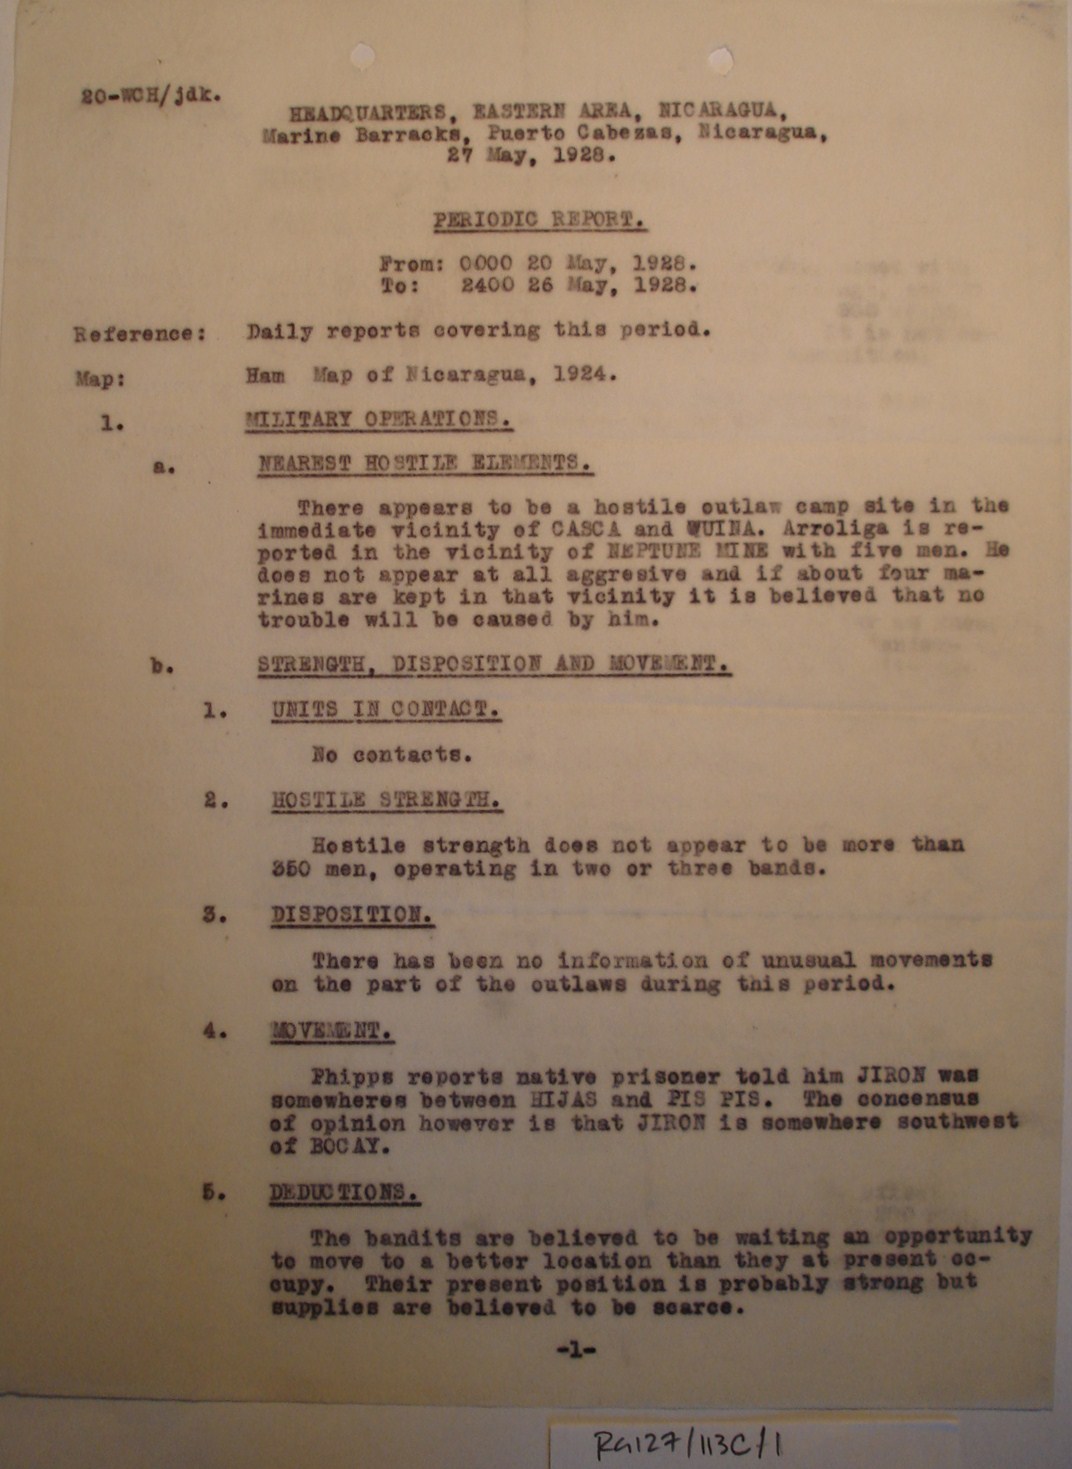 20-WCH/jdk.
HEADQUARTERS, EASTERN AREA, NICARAGUA,
Marine Barracks, Puerto Cabezas, Nicaragua,
27 May, 1928.
PERIODIC REPORT.
From: 0000 20 May, 1928.
To: 2400 26 May, 1928.
Reference: Daily reports covering this period.
Map: Ham Map of Nicaragua, 1924.
1. MILITARY OPERATIONS.
a. NEAREST HOSTILE ELEMENTS.
There appears to be a hostile outlaw camp site in the
immediate vicinity of CASCA and WUINA. Arroliga is re-
ported in the vicinity of NEPTUNE MINE with five men. He
does not appear at all aggresive and if about four ma-
rines are kept in that vicinity it is believed that no
trouble will be caused by him.
b. STRENGTH, DISPOSITION AND MOVEMENT.
1. UNITS IN CONTACT.
No contacts.
2. HOSTILE STRENGTH.
Hostile strength does not appear to be more than
350 men, operating in two or three bands.
3. DISPOSITION.
There has been no information of unusual movements
on the part of the outlaws during this period.
4. MOVEMENT.
Phipps reports native prisoner told him JIRON was
somewheres between HIJAS and PIS PIS. The concensus
of opinion however is that JIRON is somewhere southwest
of BOCAY.
5. DEDUCTIONS.
The bandits are believed to be waiting an opportunity
to move to a better location than they at present oc-
cupy. Their present position is probably strong but
supplies are believed to be scarce.
-1-
RG127/113C/1